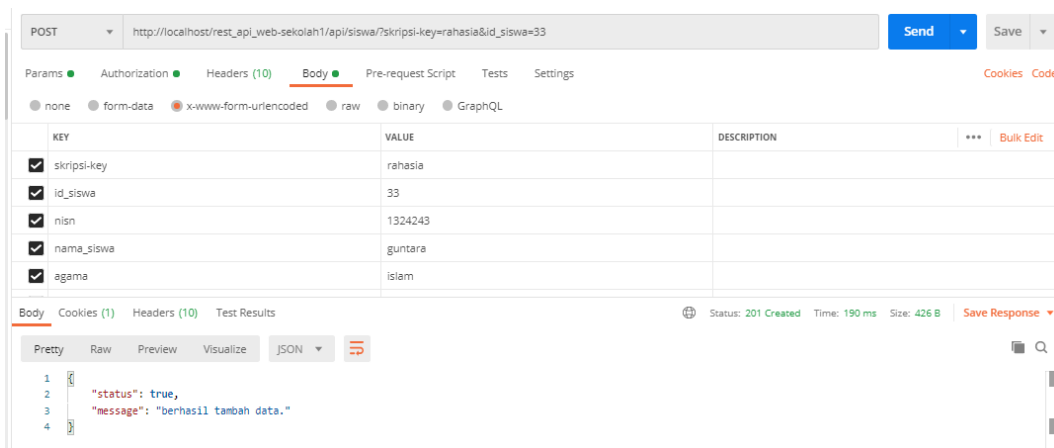 POST http://localhost/rest_api_web-sekolah1/api/siswa/?skripsi-key=rahasia&id_siswa=33 Send Save
Params Authorization Headers (10) Body Pre-request Script Tests Settings Cookies Code
none form-data x-www-form-urlencoded raw binary GraphQL
KEY VALUE DESCRIPTION ••• Bulk Edit
skripsi-key rahasia
id_siswa 33
nisn 1324243
nama_siswa guntara
agama islam
Body Cookies (1) Headers (10) Test Results Status: 201 Created Time: 190 ms Size: 426 B Save Response
Pretty Raw Preview Visualize JSON
1 {
2 "status": true,
3 "message": "berhasil tambah data."
4 }